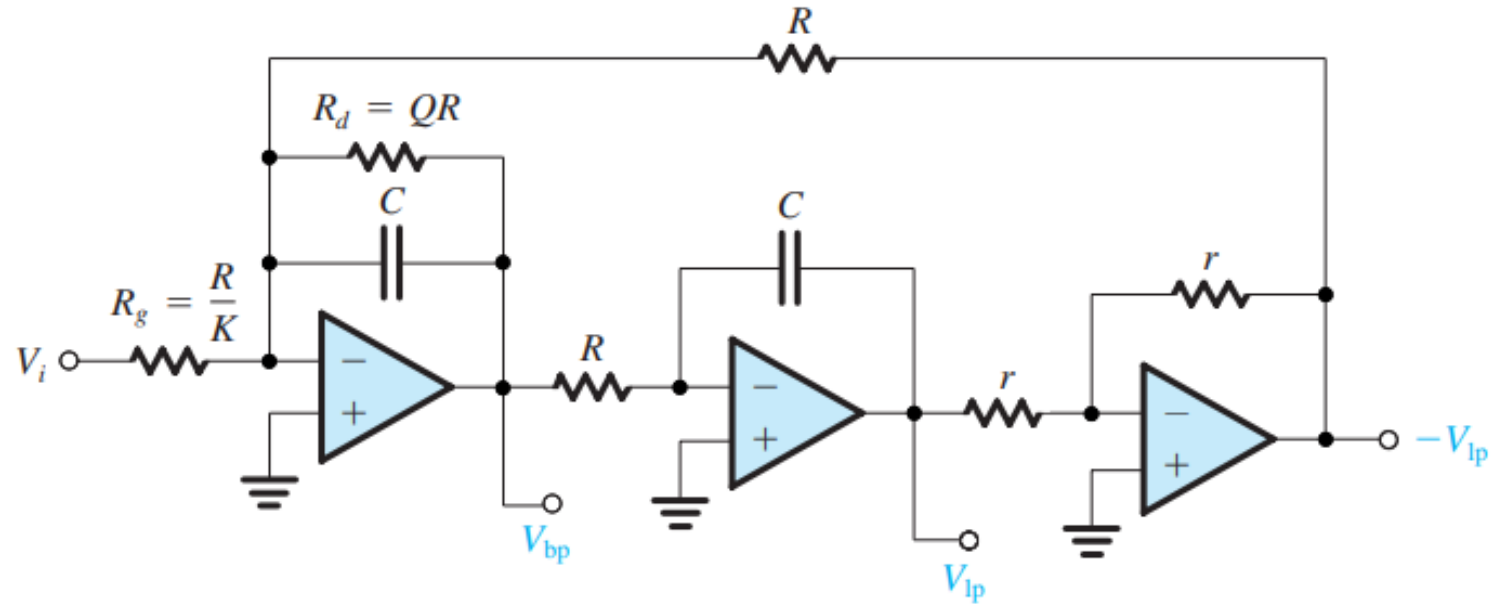 R
R_d = QR
C
C
r
R_g = R/K
V_i
−
+
R
−
+
r
−
+
−V_lp
V_bp
V_lp